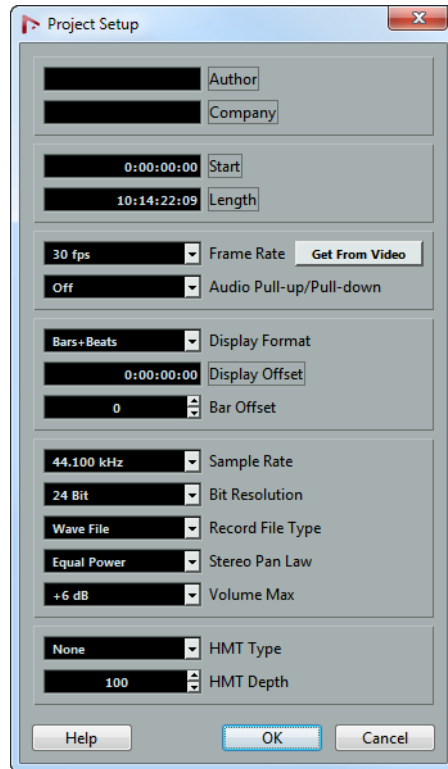 Project Setup
Author
Company
0:00:00:00 Start
10:14:22:09 Length
30 fps Frame Rate Get From Video
Off Audio Pull-up/Pull-down
Bars+Beats Display Format
0:00:00:00 Display Offset
0 Bar Offset
44.100 kHz Sample Rate
24 Bit Bit Resolution
Wave File Record File Type
Equal Power Stereo Pan Law
+6 dB Volume Max
None HMT Type
100 HMT Depth
Help OK Cancel